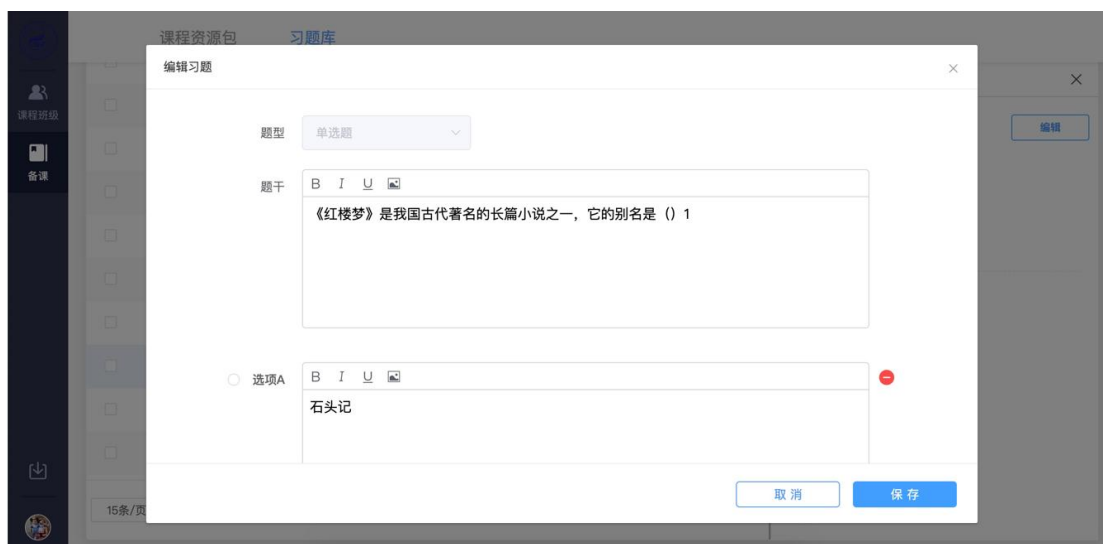 课程资源包 习题库
编辑习题
课程班级
编辑
题型 单选题
备课
题干 B I U
《红楼梦》是我国古代著名的长篇小说之一，它的别名是（）1
选项A B I U
石头记
取消 保存
15条/页